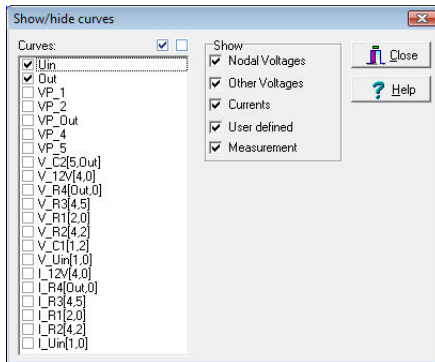 Show/hide curves
Curves:
Uin
Out
VP_1
VP_2
VP_Out
VP_4
VP_5
V_C2[5,Out]
V_12V[4,0]
V_R4[Out,0]
V_R3[4,5]
V_R1[2,0]
V_R2[4,2]
V_C1[1,2]
V_Uin[1,0]
I_12V[4,0]
I_R4[Out,0]
I_R3[4,5]
I_R1[2,0]
I_R2[4,2]
I_Uin[1,0]
Show
Nodal Voltages
Other Voltages
Currents
User defined
Measurement
Close
? Help